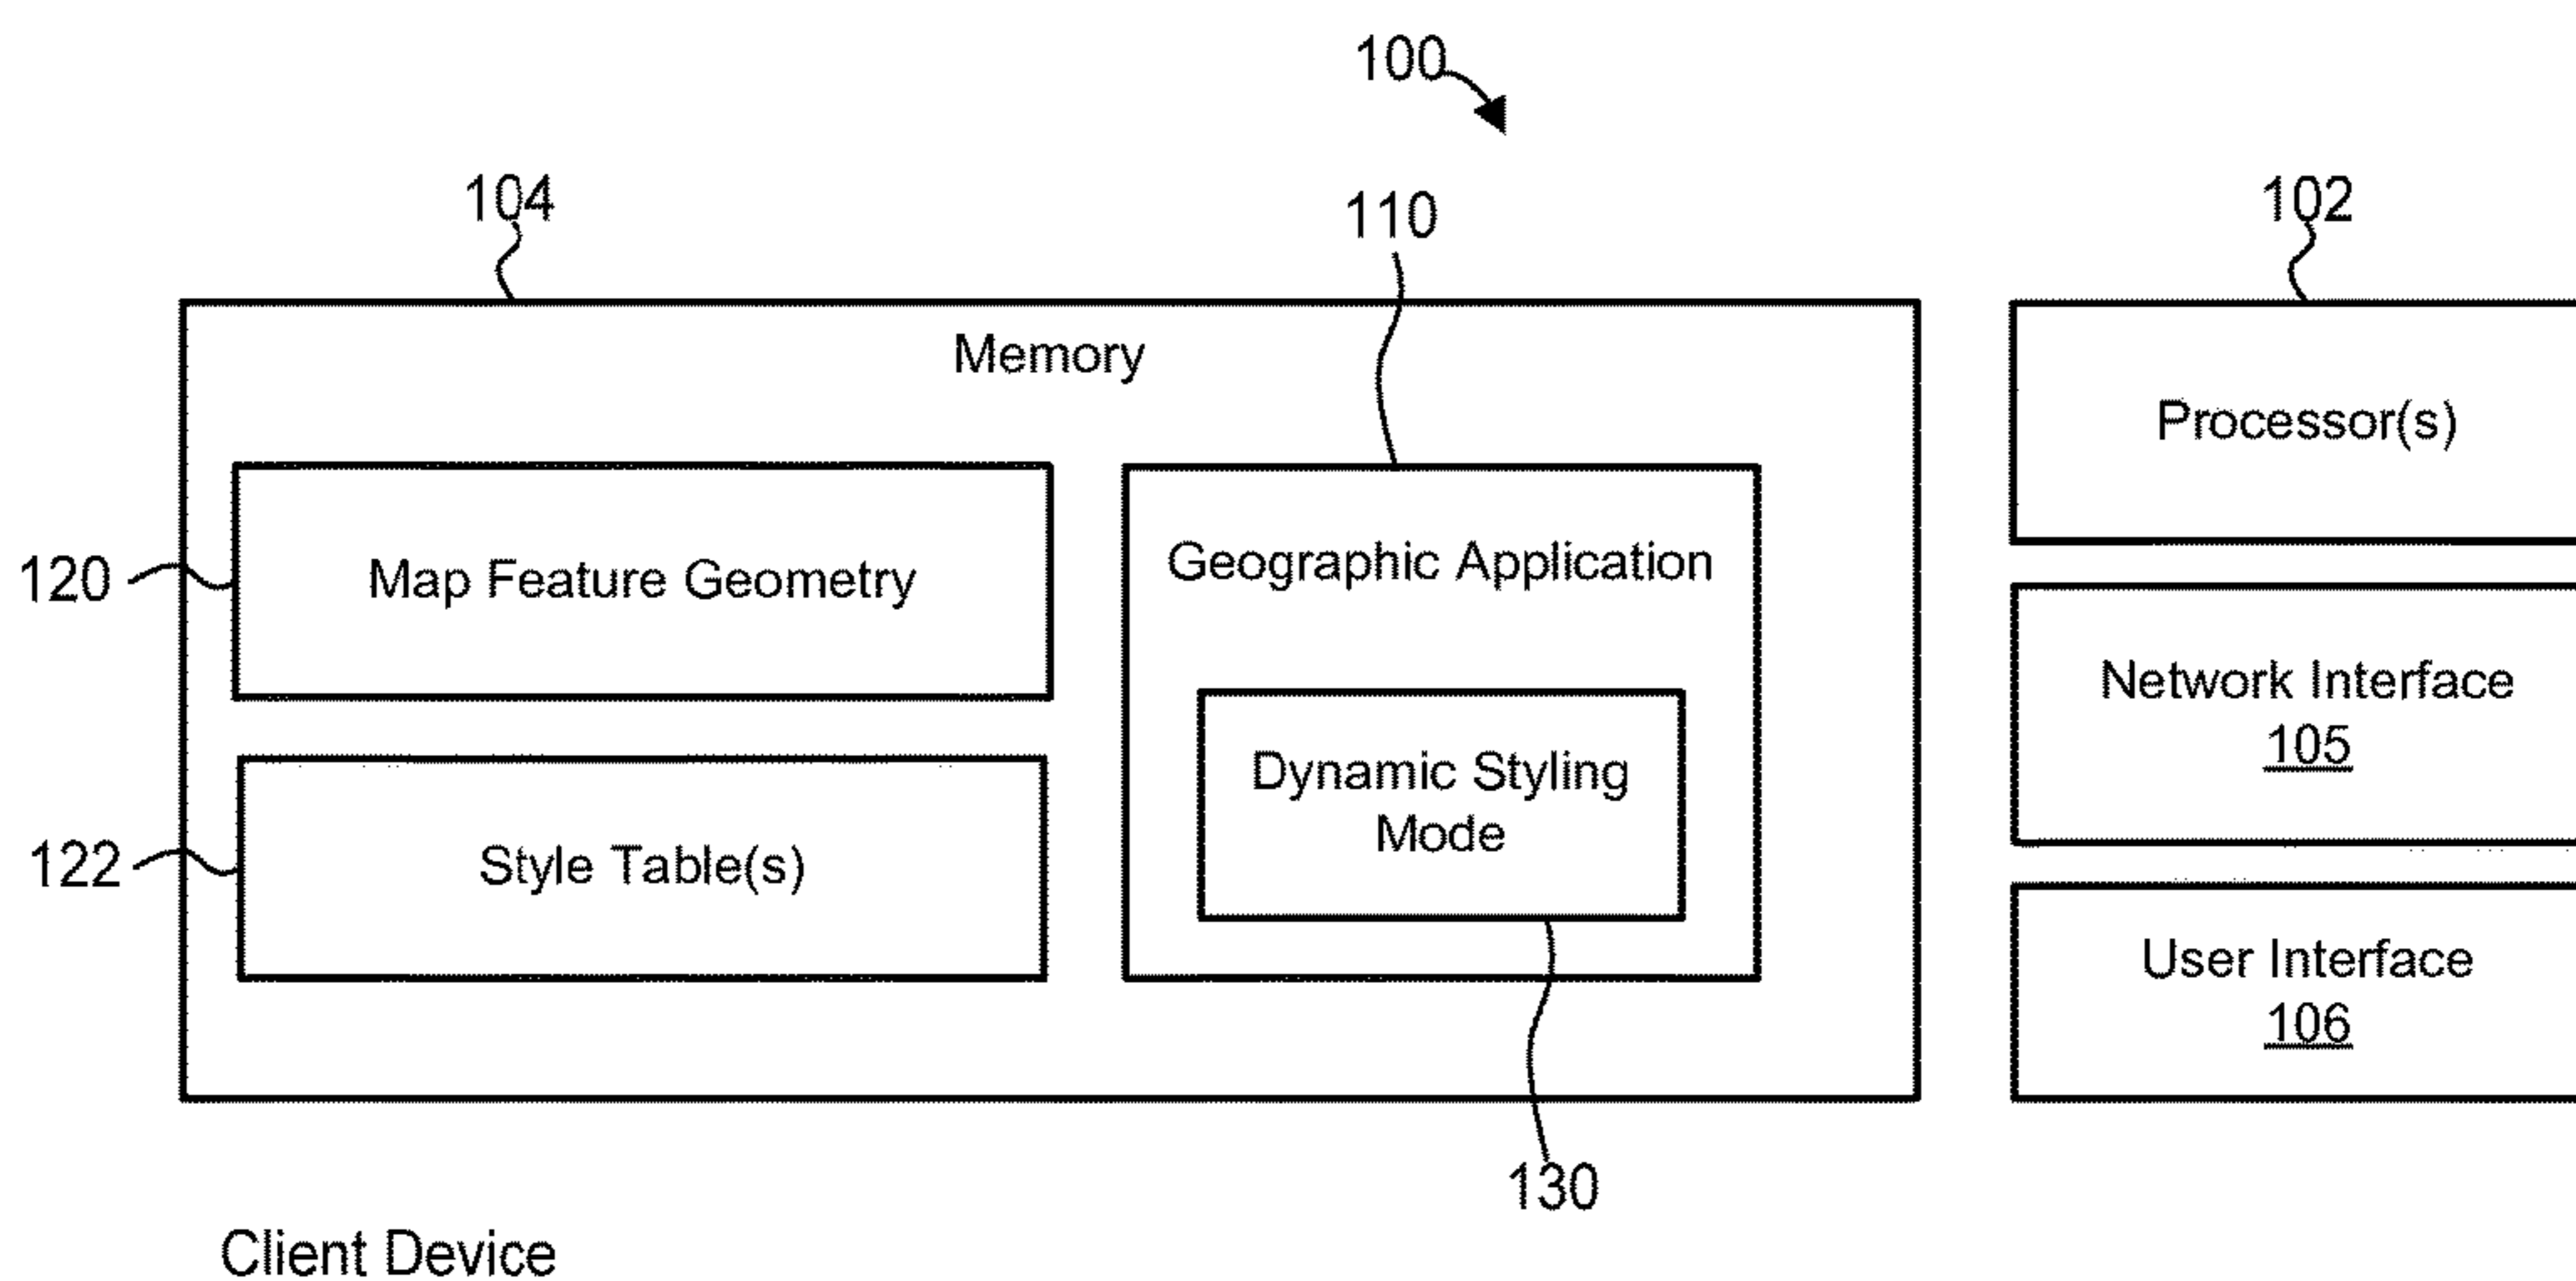 100
104
110
102
Memory
Processor(s)
Geographic Application
120
Map Feature Geometry
Network Interface
105
Dynamic Styling
Mode
122
Style Table(s)
User Interface
106
130
Client Device